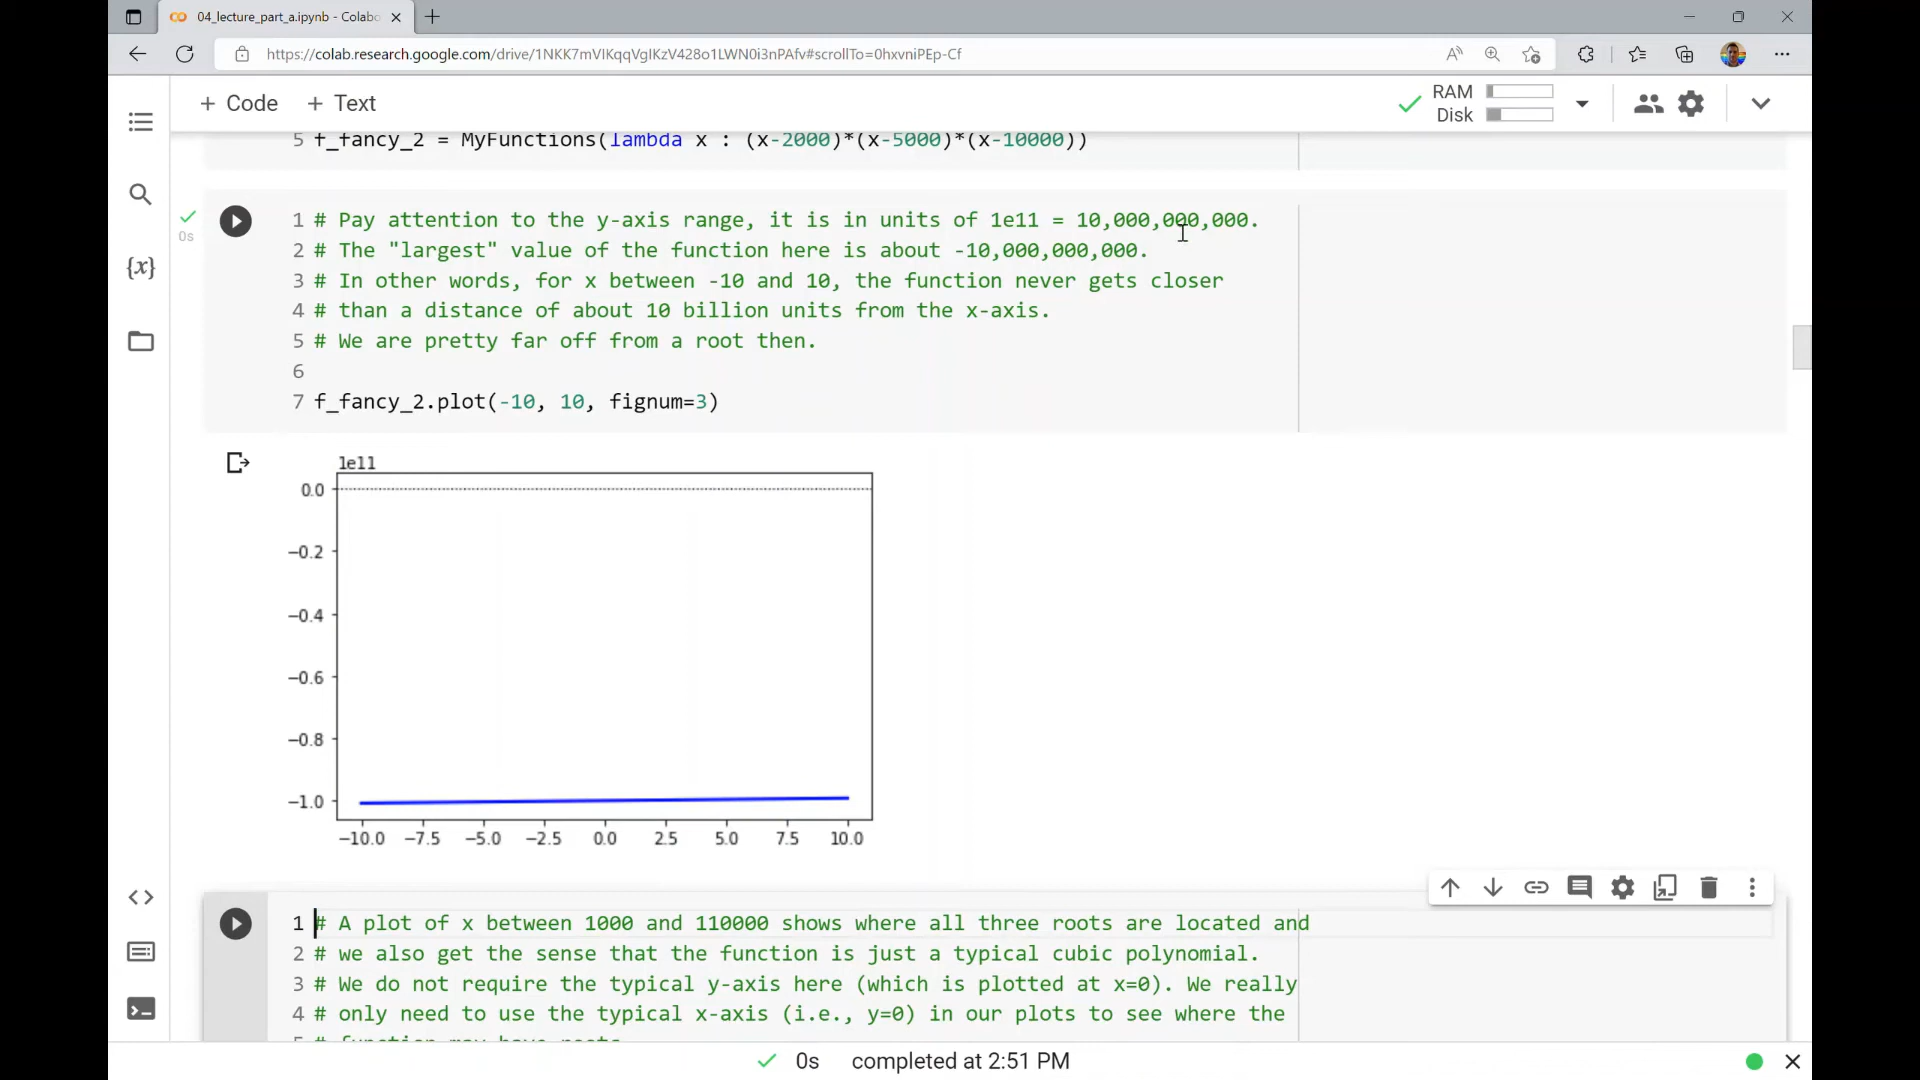 04_lecture_part_a.ipynb - Colabo
https://colab.research.google.com/drive/1NKK7mVIKqqVgIKzV428o1LWN0i3nPAfv#scrollTo=0hxvniPEp-Cf
+ Code + Text
RAM
Disk
5 f_fancy_2 = MyFunctions(lambda x : (x-2000)*(x-5000)*(x-10000))
0s
1 # Pay attention to the y-axis range, it is in units of 1e11 = 10,000,000,000.
2 # The "largest" value of the function here is about -10,000,000,000.
3 # In other words, for x between -10 and 10, the function never gets closer
4 # than a distance of about 10 billion units from the x-axis.
5 # We are pretty far off from a root then.
6
7 f_fancy_2.plot(-10, 10, fignum=3)
1e11
0.0
−0.2
−0.4
−0.6
−0.8
−1.0
−10.0 −7.5 −5.0 −2.5 0.0 2.5 5.0 7.5 10.0
1 # A plot of x between 1000 and 110000 shows where all three roots are located and
2 # we also get the sense that the function is just a typical cubic polynomial.
3 # We do not require the typical y-axis here (which is plotted at x=0). We really
4 # only need to use the typical x-axis (i.e., y=0) in our plots to see where the
5 # function may have roots.
0s completed at 2:51 PM